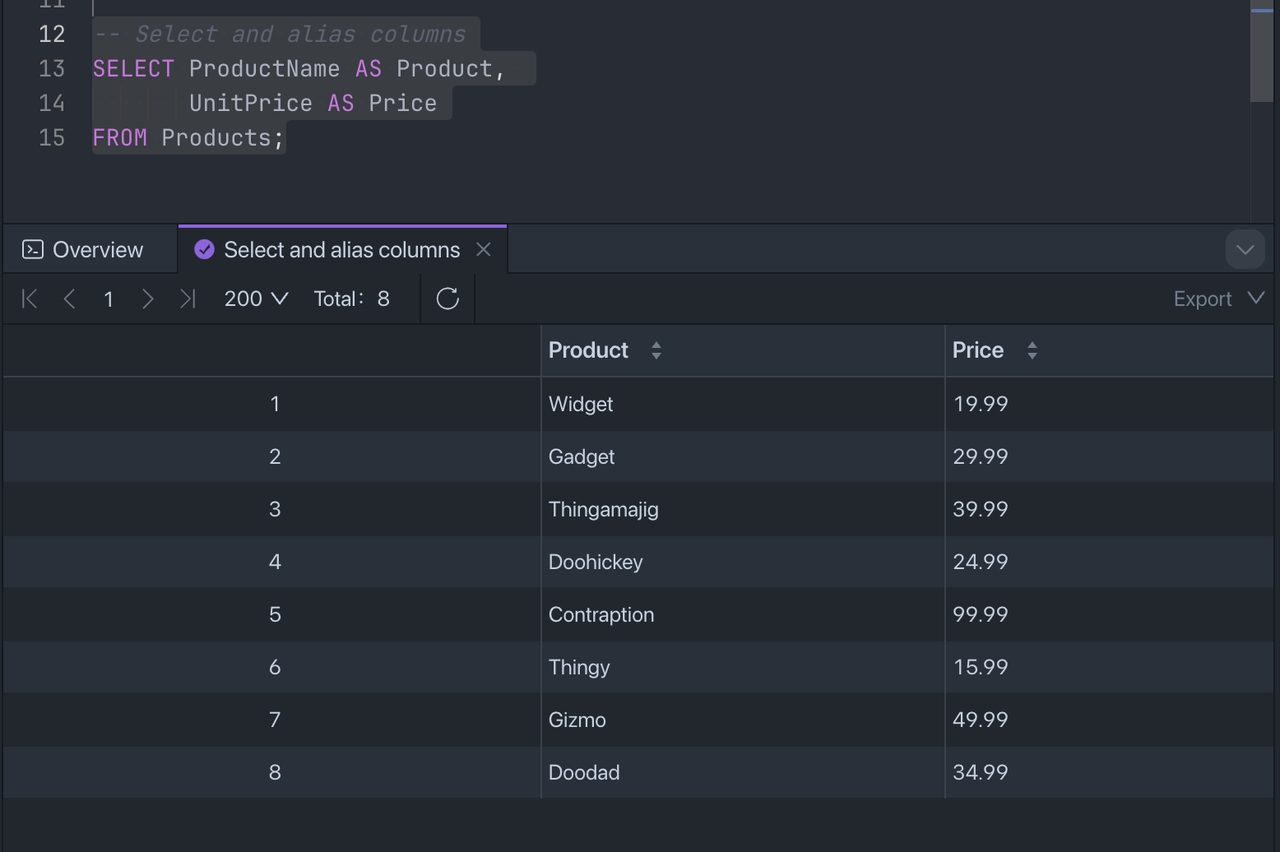 11
12 -- Select and alias columns
13 SELECT ProductName AS Product,
14 UnitPrice AS Price
15 FROM Products;
Overview Select and alias columns
1 200 Total: 8 Export
Product Price
1 Widget 19.99
2 Gadget 29.99
3 Thingamajig 39.99
4 Doohickey 24.99
5 Contraption 99.99
6 Thingy 15.99
7 Gizmo 49.99
8 Doodad 34.99